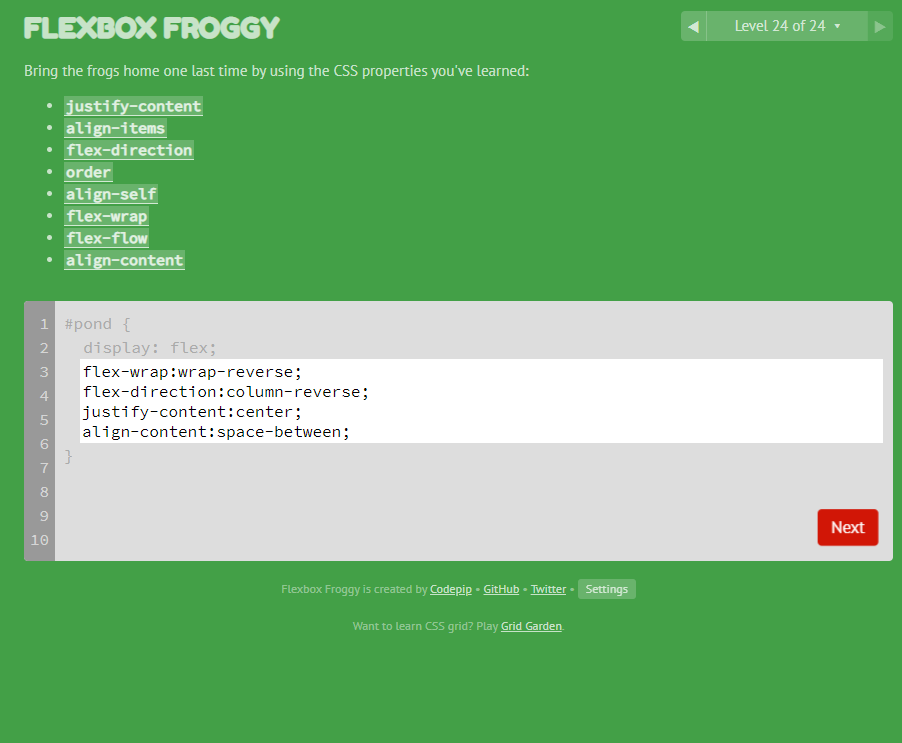 FLEXBOX FROGGY
◀ Level 24 of 24 ▾ ▶
Bring the frogs home one last time by using the CSS properties you've learned:
• justify-content
• align-items
• flex-direction
• order
• align-self
• flex-wrap
• flex-flow
• align-content
1 #pond {
2 display: flex;
3 flex-wrap:wrap-reverse;
4 flex-direction:column-reverse;
5 justify-content:center;
6 align-content:space-between;
7 }
8
9
10
Next
Flexbox Froggy is created by Codepip • GitHub • Twitter • Settings
Want to learn CSS grid? Play Grid Garden.